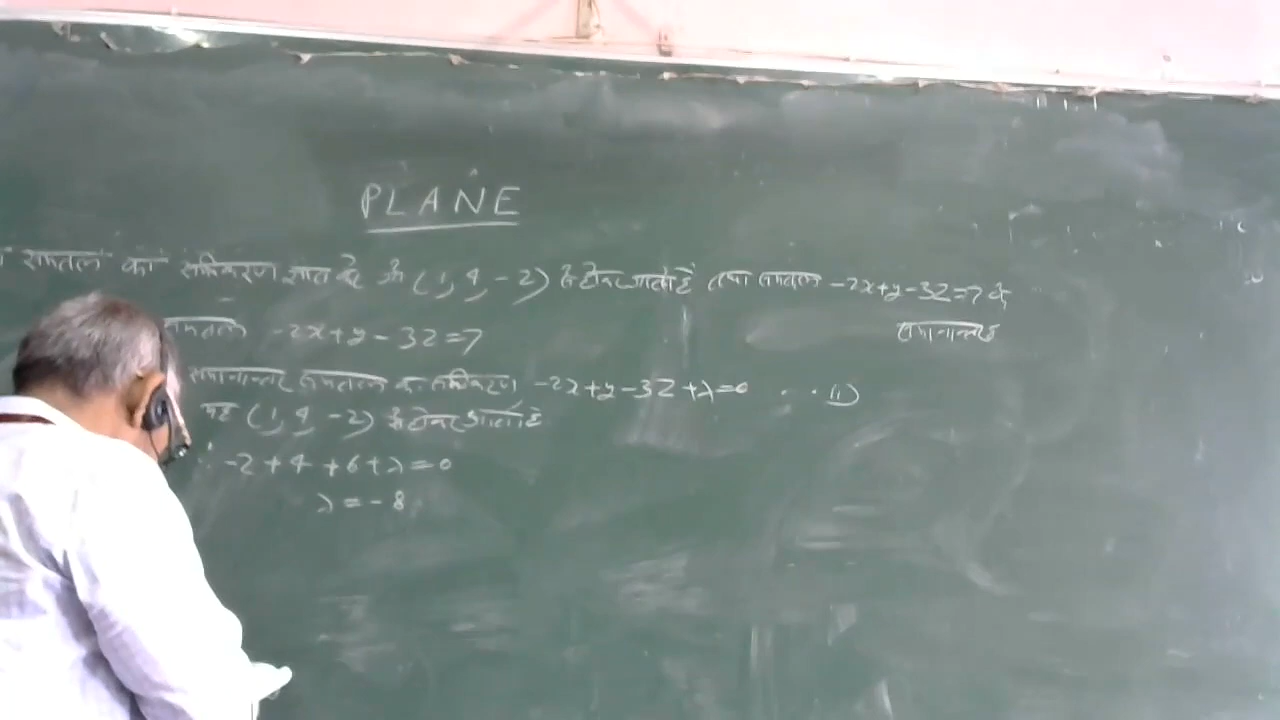 PLANE
समतल का समीकरण ज्ञात करें जो (1, 4, -2) से होकर जाता है तथा समतल -2x+y-3z=7 के
समानान्तर है
समतल -2x+y-3z=7
समानान्तर समतल का समीकरण -2x+y-3z+λ=0 ... (i)
यह (1, 4, -2) से होकर जाता है
∴ -2+4+6+λ=0
λ=-8